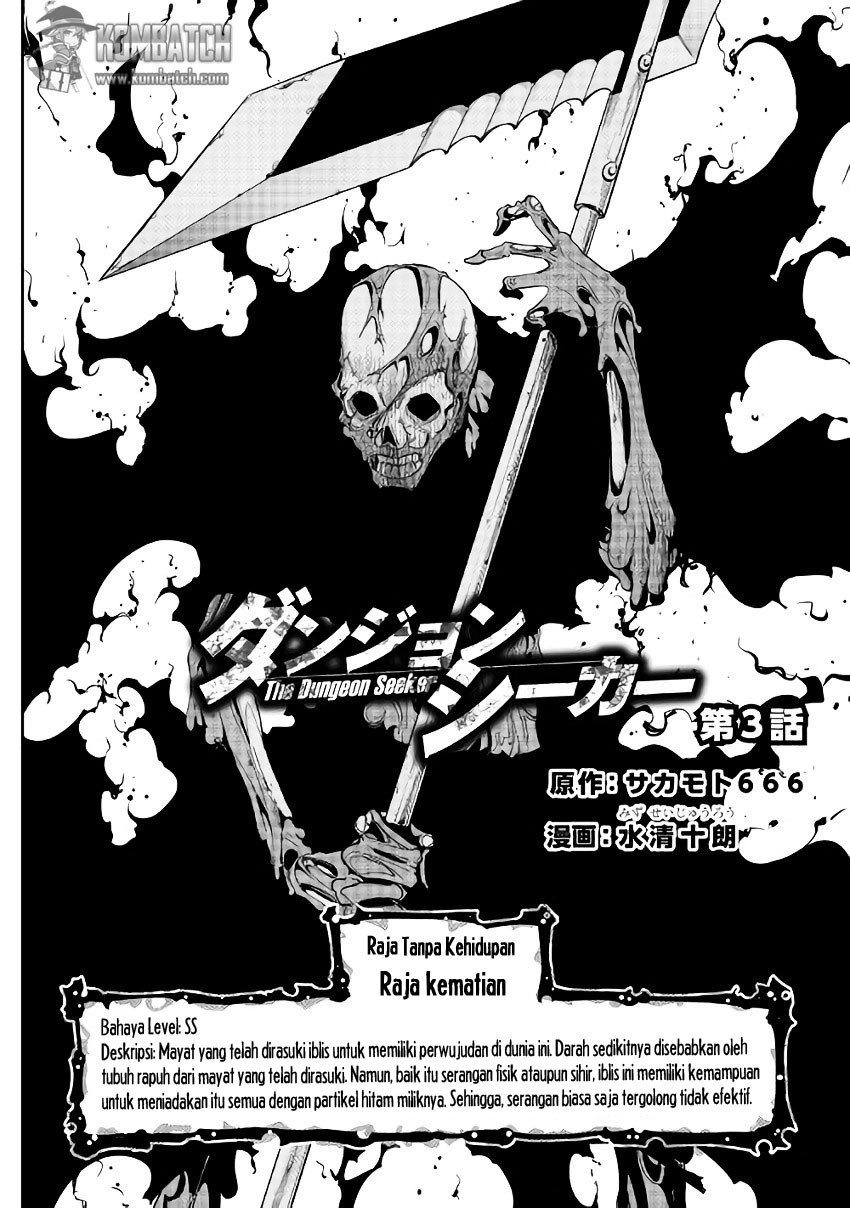 KOMBATCH
www.kombatch.com
ダンジョン
The Dungeon Seeker
シーカー
第3話
原作：サカモト666
みず せいじゅうろう
漫画：水清十朗
Raja Tanpa Kehidupan
Raja kematian
Bahaya Level: SS
Deskripsi: Mayat yang telah dirasuki iblis untuk memiliki perwujudan di dunia ini. Darah sedikitnya disebabkan oleh
tubuh rapuh dari mayat yang telah dirasuki. Namun, baik itu serangan fisik ataupun sihir, iblis ini memiliki kemampuan
untuk meniadakan itu semua dengan partikel hitam miliknya. Sehingga, serangan biasa saja tergolong tidak efektif.